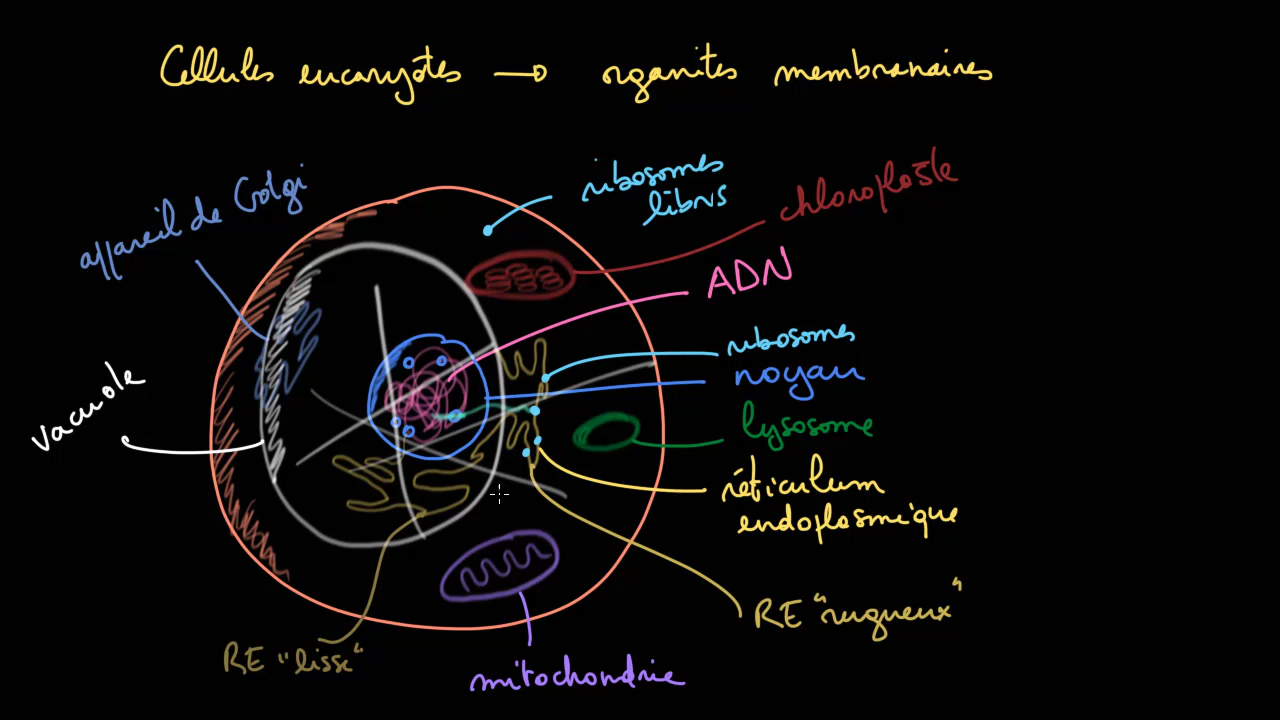 Cellules eucaryotes → organites membranaires
ribosomes
libres
chloroplaste
appareil de Golgi
ADN
ribosomes
noyau
vacuole
lysosome
réticulum
endoplasmique
RE "rugueux"
RE "lisse"
mitochondrie